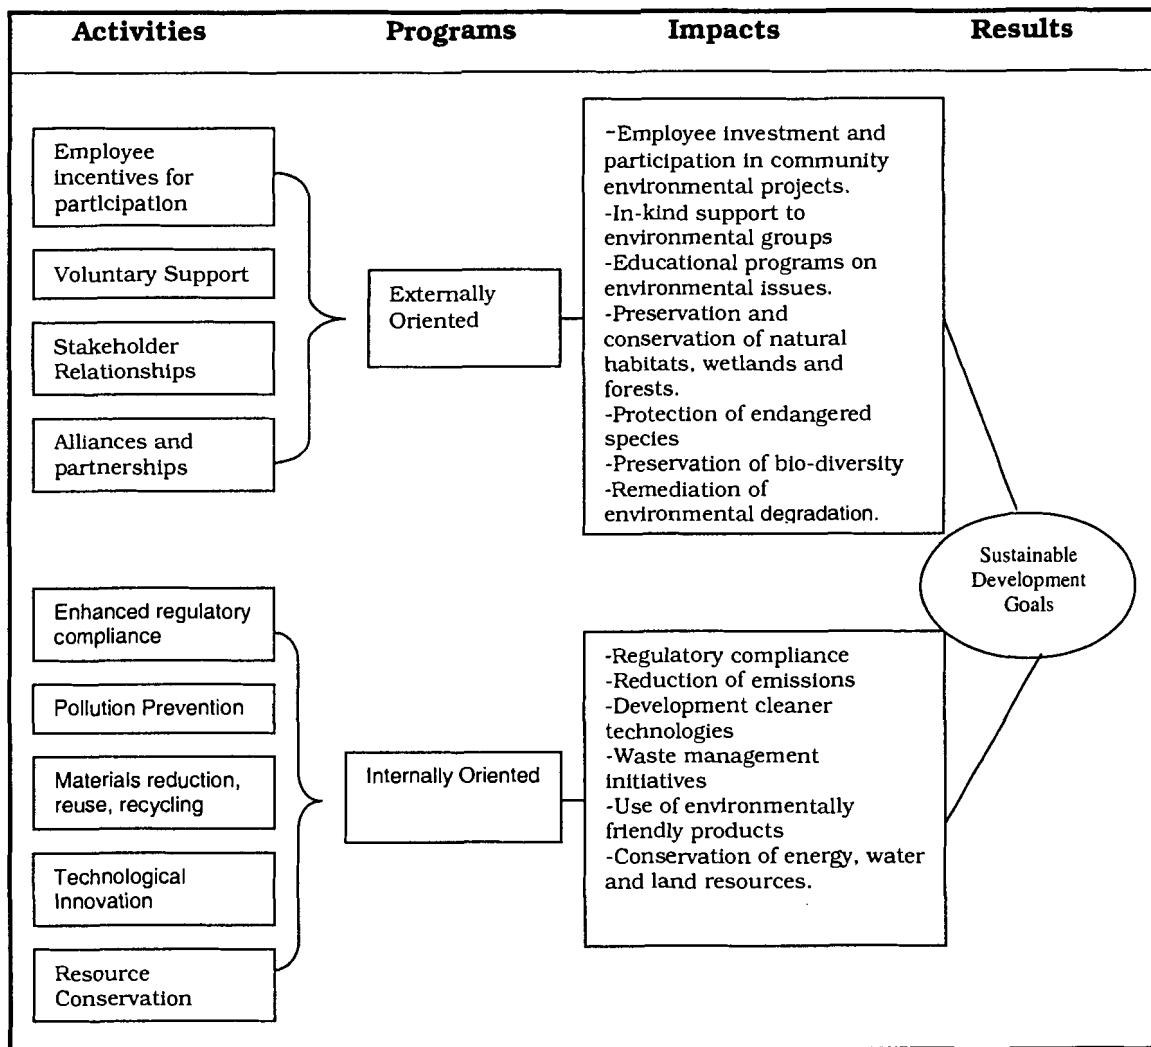 Activities Programs Impacts Results
Employee
incentives for
participation
Voluntary Support
Stakeholder
Relationships
Alliances and
partnerships
Externally
Oriented
-Employee investment and
participation in community
environmental projects.
-In-kind support to
environmental groups
-Educational programs on
environmental issues.
-Preservation and
conservation of natural
habitats, wetlands and
forests.
-Protection of endangered
species
-Preservation of bio-diversity
-Remediation of
environmental degradation.
Sustainable
Development
Goals
Enhanced regulatory
compliance
Pollution Prevention
Materials reduction,
reuse, recycling
Technological
Innovation
Resource
Conservation
Internally Oriented
-Regulatory compliance
-Reduction of emissions
-Development cleaner
technologies
-Waste management
initiatives
-Use of environmentally
friendly products
-Conservation of energy, water
and land resources.